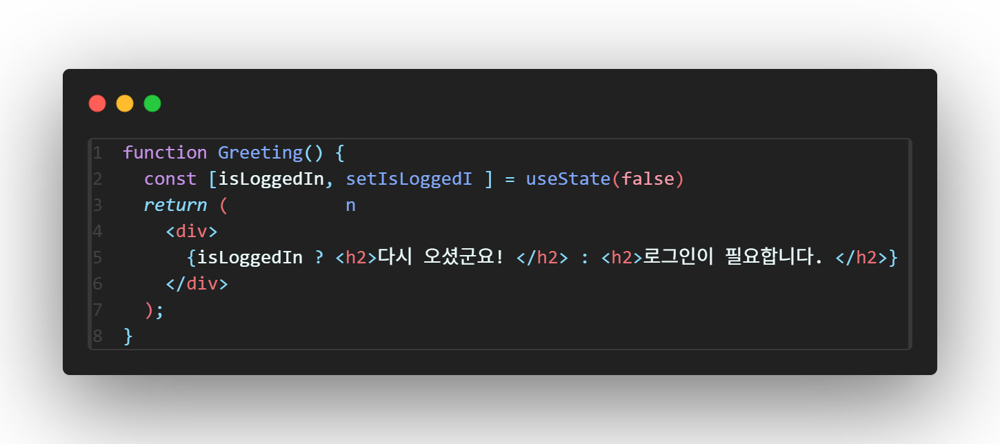 1 function Greeting() {
2   const [isLoggedIn, setIsLoggedI ] = useState(false)
3   return (           n
4     <div>
5       {isLoggedIn ? <h2>다시 오셨군요! </h2> : <h2>로그인이 필요합니다. </h2>}
6     </div>
7   );
8 }